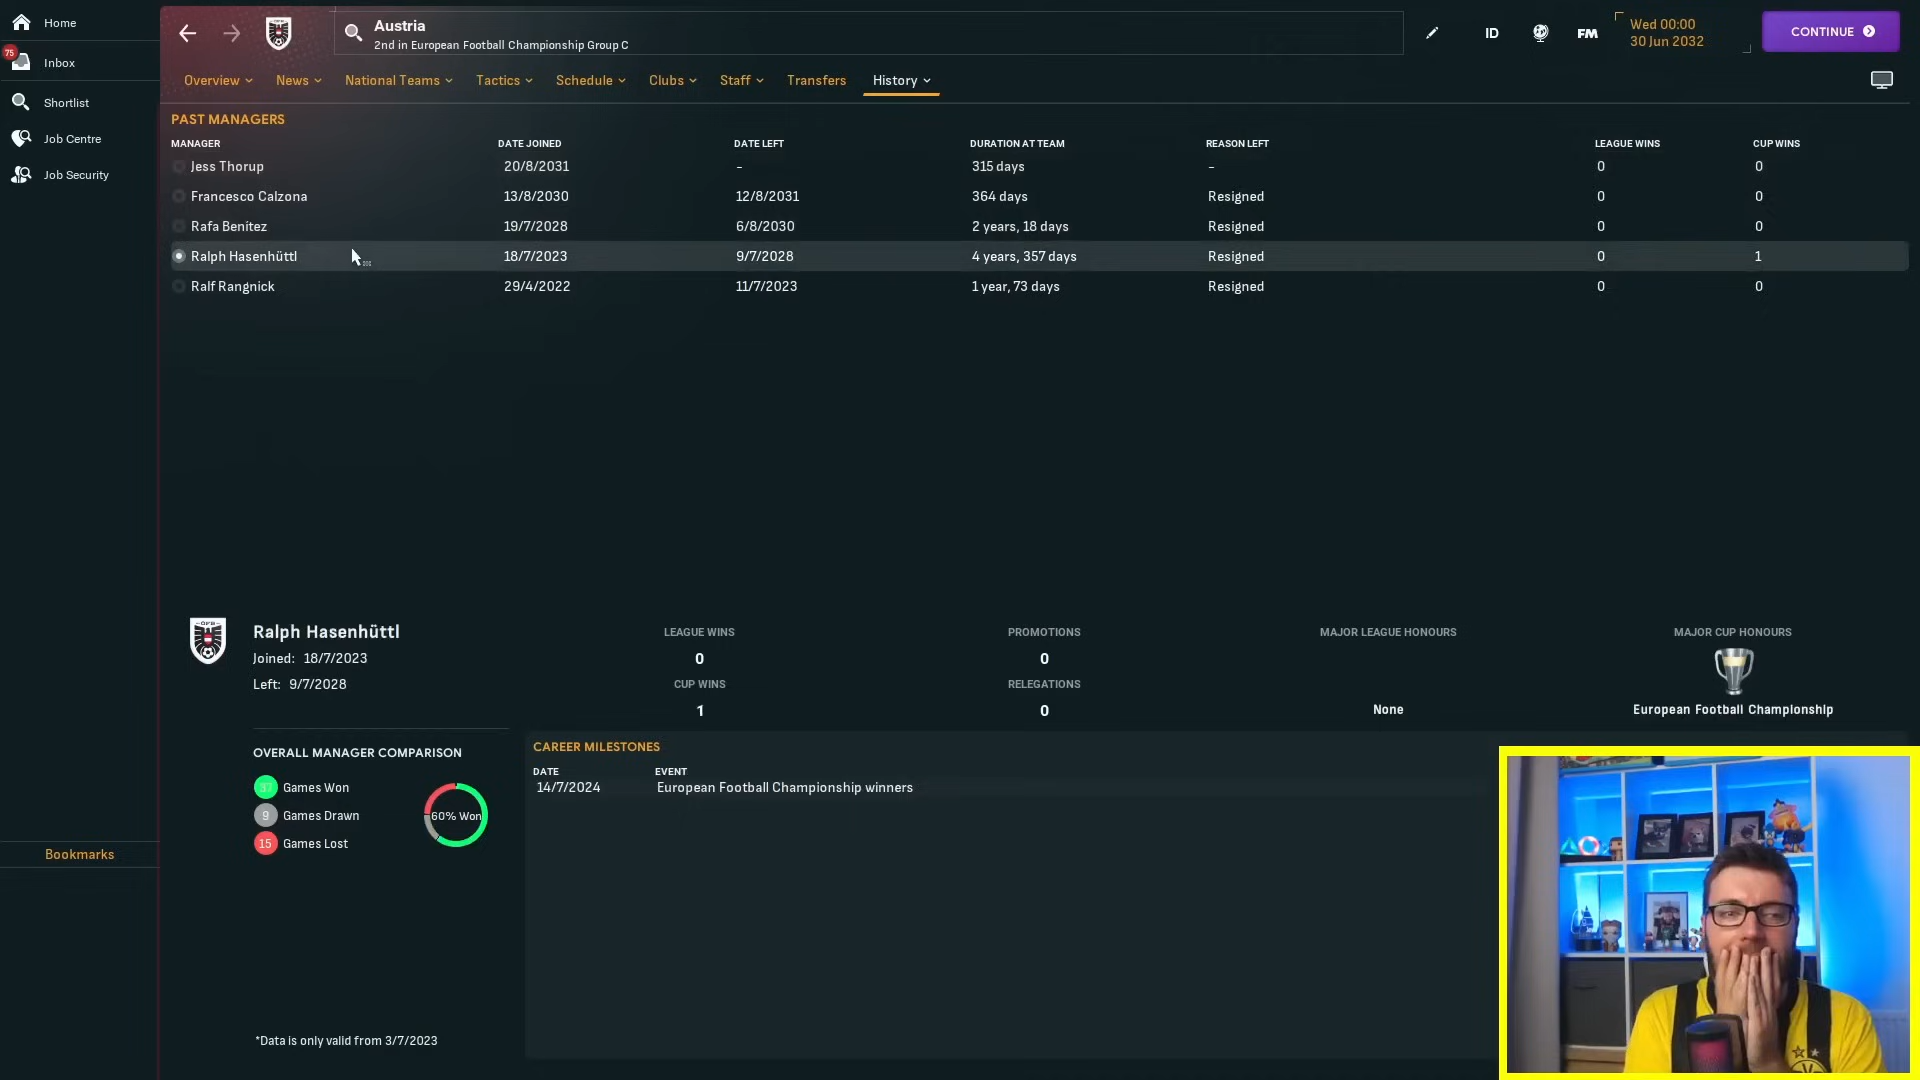 Home
75
Inbox
Shortlist
Job Centre
Job Security
Bookmarks
Austria
2nd in European Football Championship Group C
ID
FM
Wed 00:00
30 Jun 2032
CONTINUE
Overview News National Teams Tactics Schedule Clubs Staff Transfers History
PAST MANAGERS
MANAGER DATE JOINED DATE LEFT DURATION AT TEAM REASON LEFT LEAGUE WINS CUP WINS
Jess Thorup 20/8/2031 - 315 days - 0 0
Francesco Calzona 13/8/2030 12/8/2031 364 days Resigned 0 0
Rafa Benitez 19/7/2028 6/8/2030 2 years, 18 days Resigned 0 0
Ralph Hasenhüttl 18/7/2023 9/7/2028 4 years, 357 days Resigned 0 1
Ralf Rangnick 29/4/2022 11/7/2023 1 year, 73 days Resigned 0 0
Ralph Hasenhüttl
Joined: 18/7/2023
Left: 9/7/2028
LEAGUE WINS
0
CUP WINS
1
PROMOTIONS
0
RELEGATIONS
0
MAJOR LEAGUE HONOURS
None
MAJOR CUP HONOURS
European Football Championship
OVERALL MANAGER COMPARISON
Games Won
9 Games Drawn
15 Games Lost
60% Won
*Data is only valid from 3/7/2023
CAREER MILESTONES
DATE EVENT
14/7/2024 European Football Championship winners